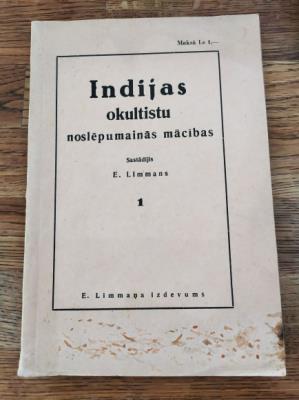 Maksā Ls 1,—
Indijas
okultistu
noslēpumainās mācības
Sastādījis
E. Limmans
1
E. Limmaņa izdevums